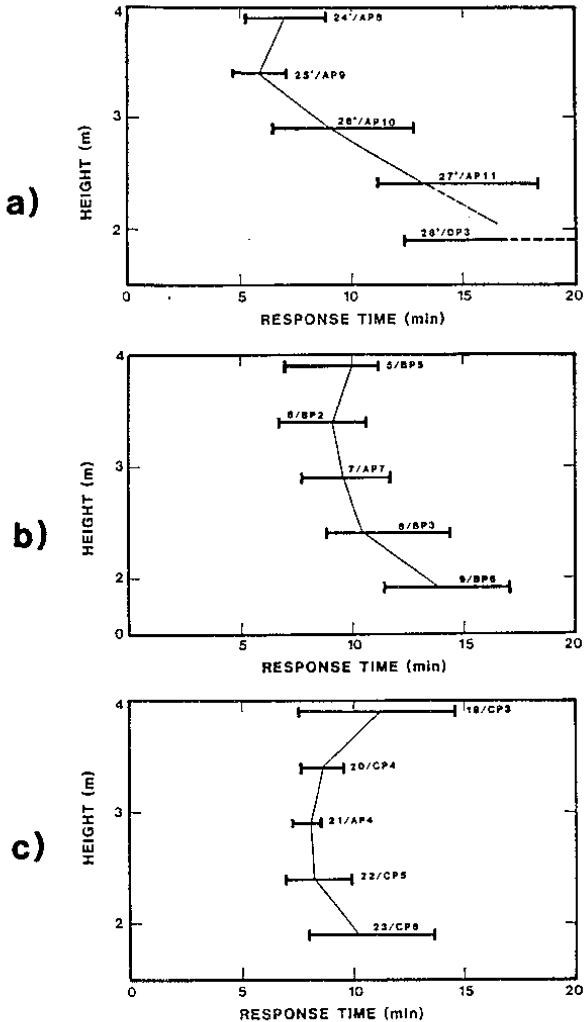 a)
HEIGHT (m)
4
3
2
24*/AP8
25*/AP9
26*/AP10
27*/AP11
28*/DP3
0 5 10 15 20
RESPONSE TIME (min)
b)
HEIGHT (m)
4
3
2
0
5/BP5
6/BP2
7/AP7
8/BP3
9/BP6
0 5 10 15 20
RESPONSE TIME (min)
c)
HEIGHT (m)
4
3
2
19/CP3
20/CP4
21/AP4
22/CP5
23/CP6
0 5 10 15 20
RESPONSE TIME (min)